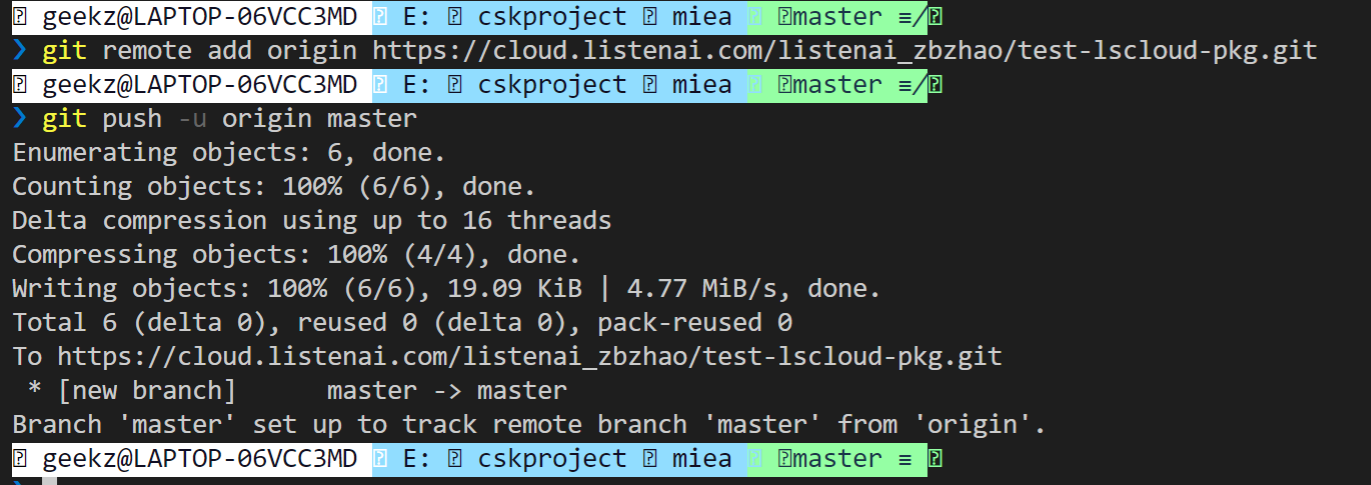 geekz@LAPTOP-06VCC3MD E: cskproject miea master ≡/
❯ git remote add origin https://cloud.listenai.com/listenai_zbzhao/test-lscloud-pkg.git
geekz@LAPTOP-06VCC3MD E: cskproject miea master ≡/
❯ git push -u origin master
Enumerating objects: 6, done.
Counting objects: 100% (6/6), done.
Delta compression using up to 16 threads
Compressing objects: 100% (4/4), done.
Writing objects: 100% (6/6), 19.09 KiB | 4.77 MiB/s, done.
Total 6 (delta 0), reused 0 (delta 0), pack-reused 0
To https://cloud.listenai.com/listenai_zbzhao/test-lscloud-pkg.git
 * [new branch]      master -> master
Branch 'master' set up to track remote branch 'master' from 'origin'.
geekz@LAPTOP-06VCC3MD E: cskproject miea master ≡